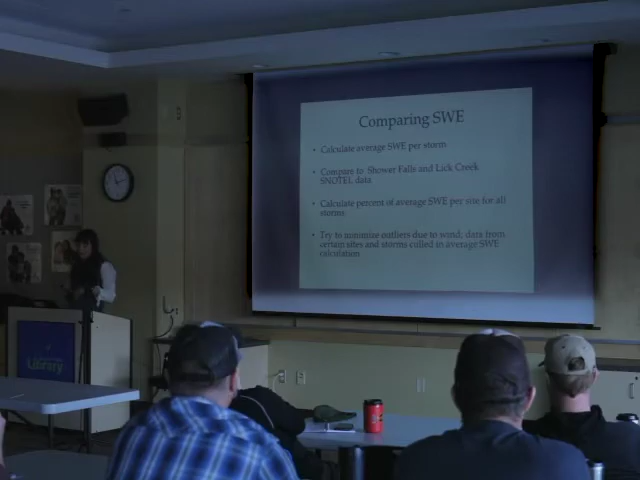 Comparing SWE
• Calculate average SWE per storm
• Compare to Shower Falls and Lick Creek
SNOTEL data
• Calculate percent of average SWE per site for all
storms
• Try to minimize outliers due to wind; data from
certain sites and storms culled in average SWE
calculation
Library